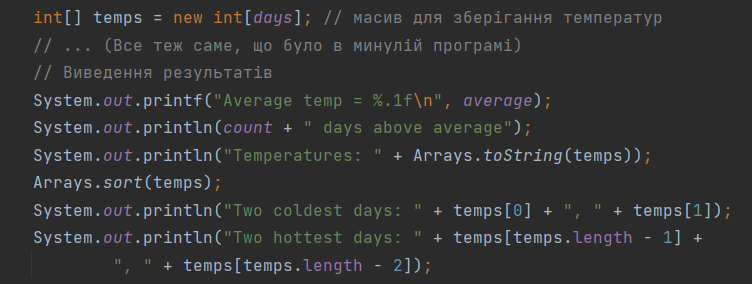 int[] temps = new int[days]; // масив для зберігання температур
// ... (Все теж саме, що було в минулій програмі)
// Виведення результатів
System.out.printf("Average temp = %.1f\n", average);
System.out.println(count + " days above average");
System.out.println("Temperatures: " + Arrays.toString(temps));
Arrays.sort(temps);
System.out.println("Two coldest days: " + temps[0] + ", " + temps[1]);
System.out.println("Two hottest days: " + temps[temps.length - 1] +
", " + temps[temps.length - 2]);